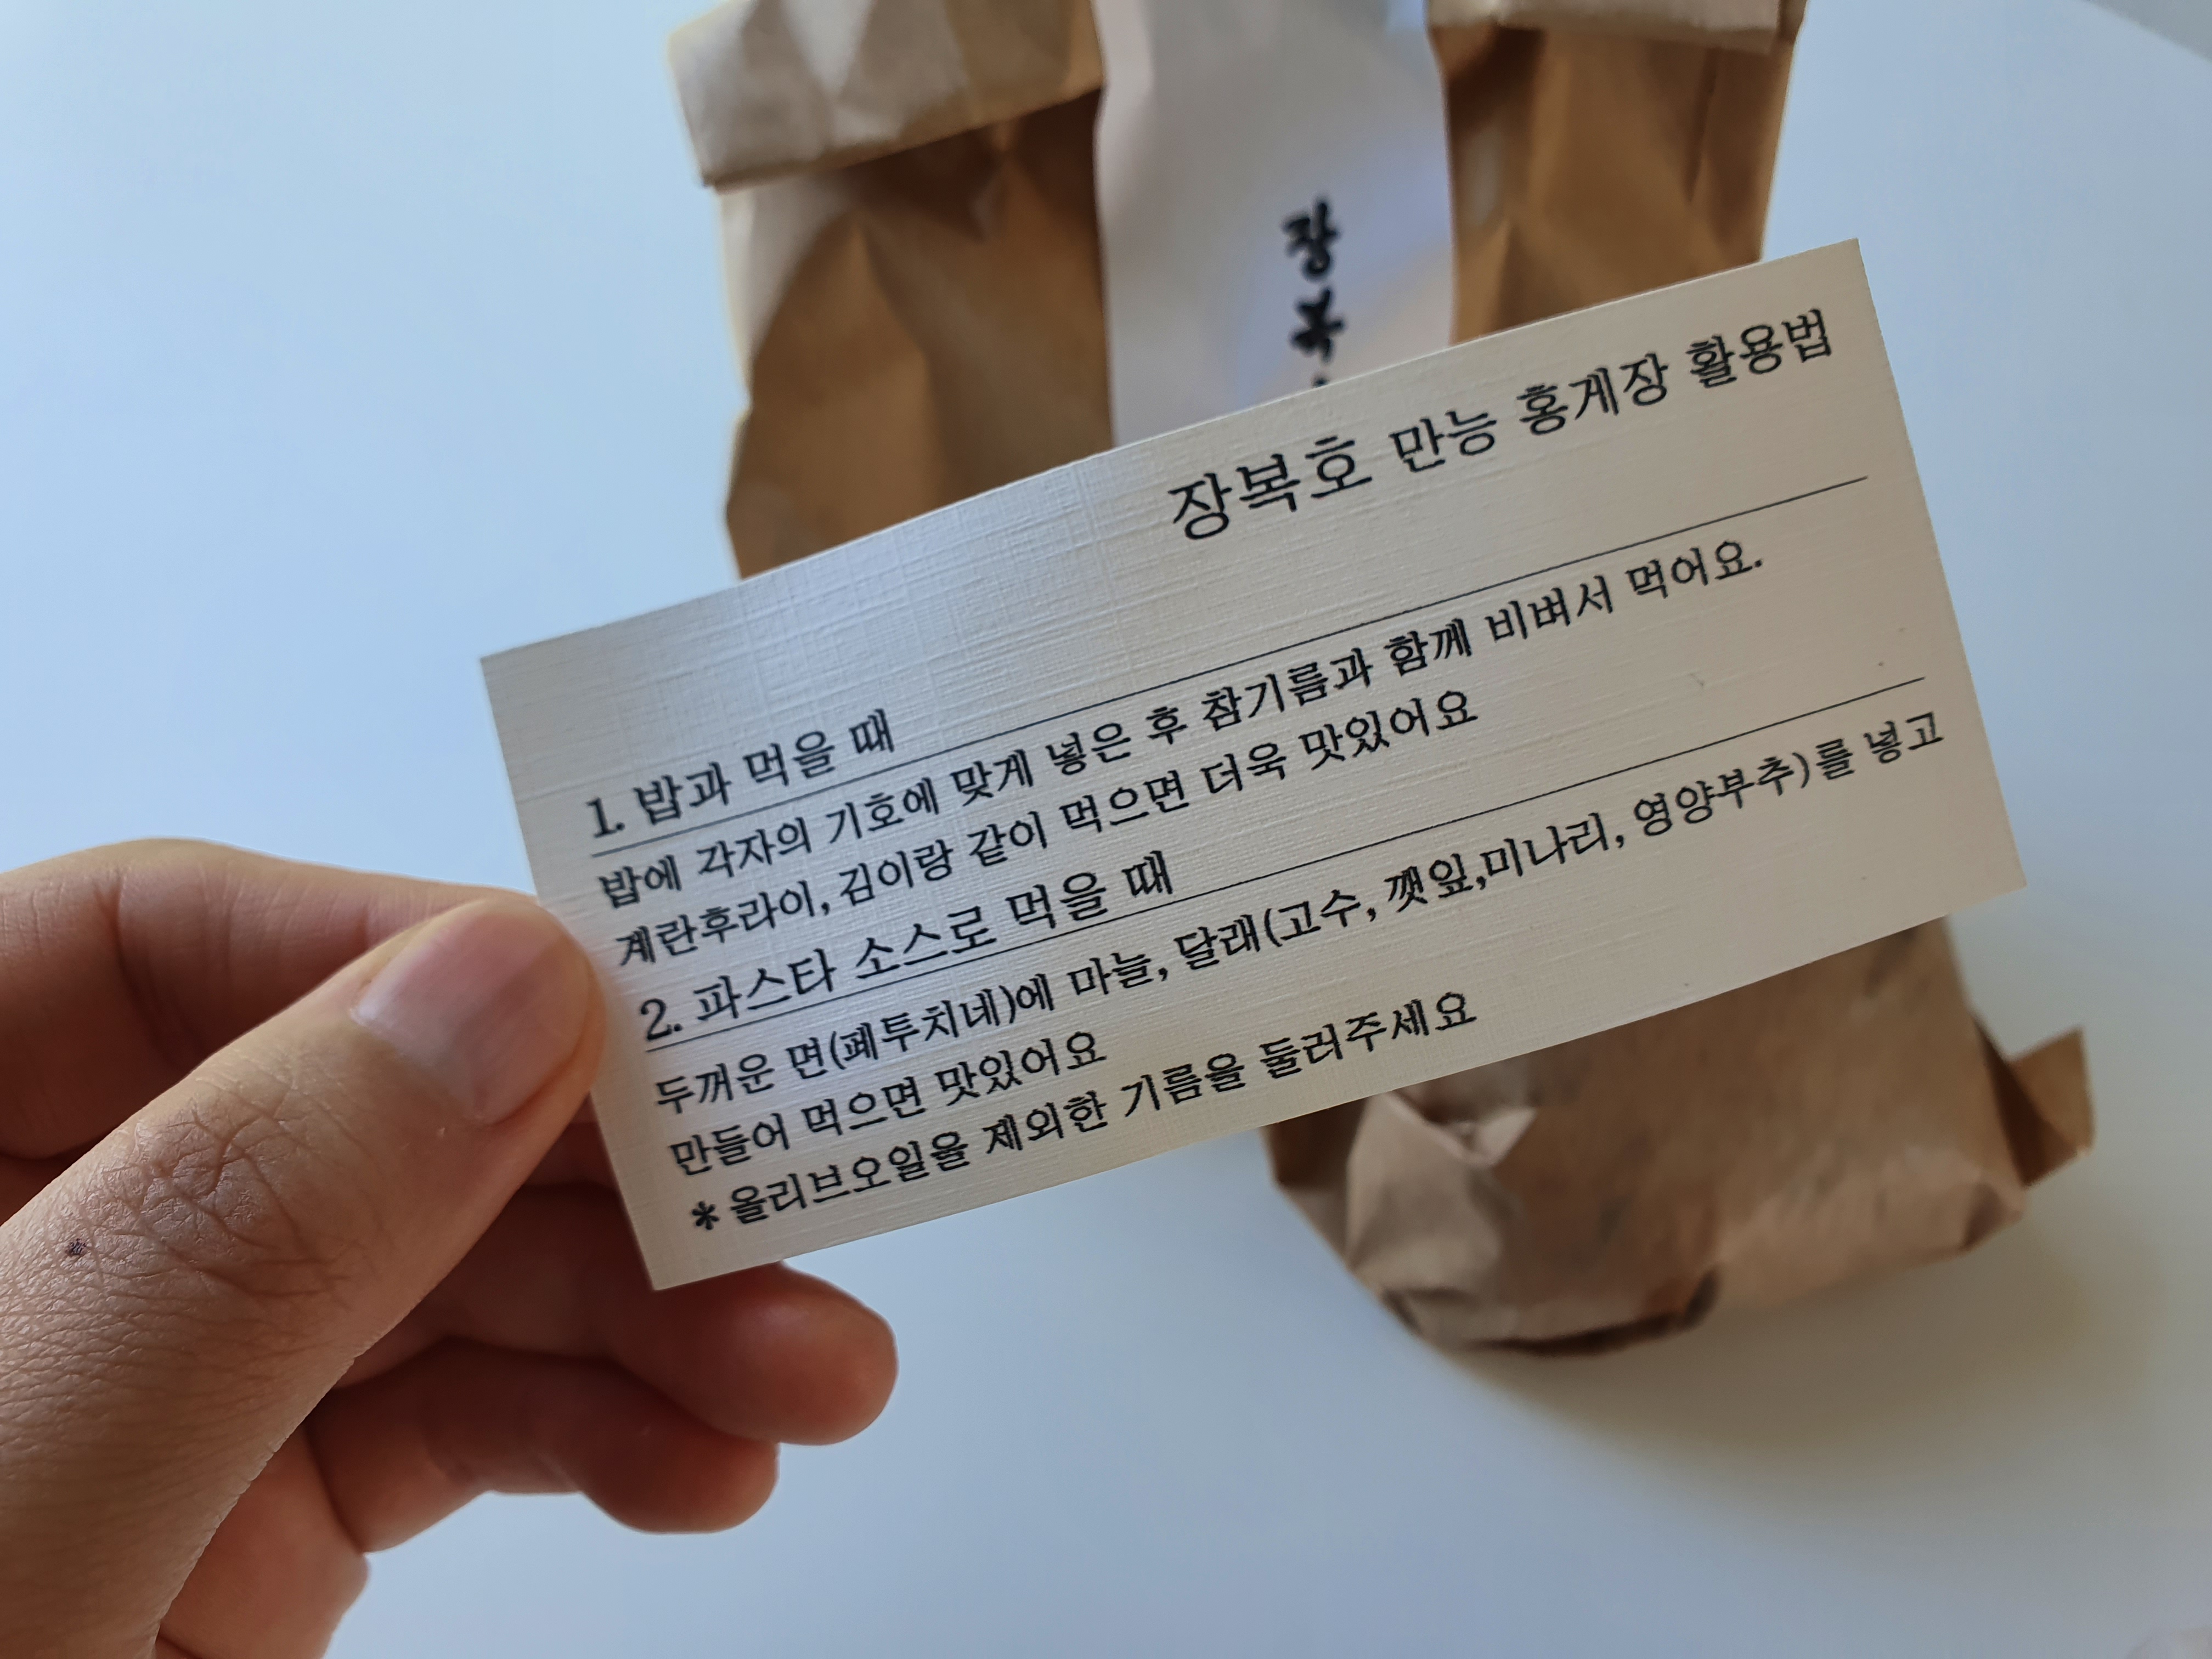 장
복
장복호 만능 홍게장 활용법
1. 밥과 먹을 때
밥에 각자의 기호에 맞게 넣은 후 참기름과 함께 비벼서 먹어요.
계란후라이, 김이랑 같이 먹으면 더욱 맛있어요
2. 파스타 소스로 먹을 때
두꺼운 면(페투치네)에 마늘, 달래(고수, 깻잎,미나리, 영양부추)를 넣고
만들어 먹으면 맛있어요
* 올리브오일을 제외한 기름을 둘러주세요